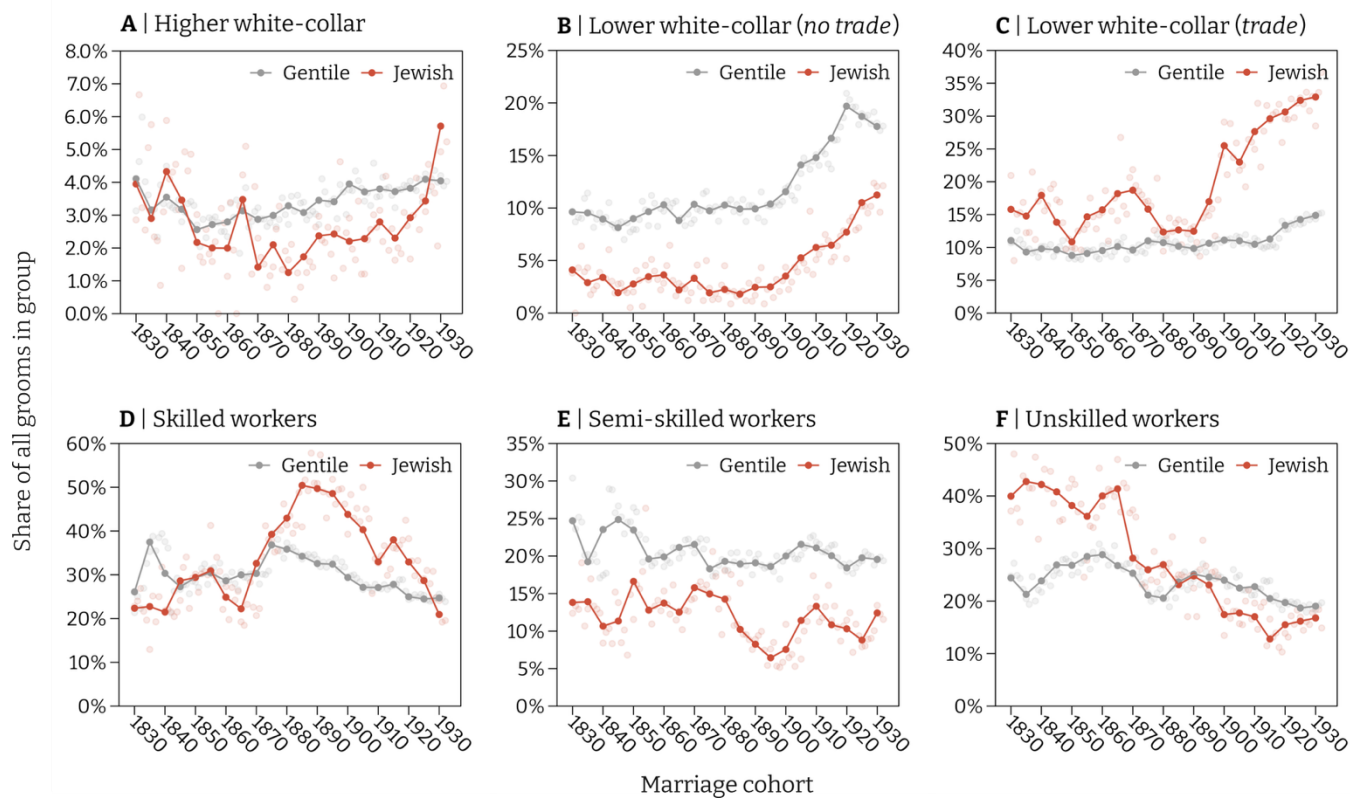 A | Higher white-collar
8.0%
7.0%
6.0%
5.0%
4.0%
3.0%
2.0%
1.0%
0.0%
Gentile Jewish
1830 1840 1850 1860 1870 1880 1890 1900 1910 1920 1930
B | Lower white-collar (no trade)
25%
20%
15%
10%
5%
0%
Gentile Jewish
1830 1840 1850 1860 1870 1880 1890 1900 1910 1920 1930
C | Lower white-collar (trade)
40%
35%
30%
25%
20%
15%
10%
5%
0%
Gentile Jewish
1830 1840 1850 1860 1870 1880 1890 1900 1910 1920 1930
Share of all grooms in group
D | Skilled workers
60%
50%
40%
30%
20%
10%
0%
Gentile Jewish
1830 1840 1850 1860 1870 1880 1890 1900 1910 1920 1930
E | Semi-skilled workers
35%
30%
25%
20%
15%
10%
5%
0%
Gentile Jewish
1830 1840 1850 1860 1870 1880 1890 1900 1910 1920 1930
F | Unskilled workers
50%
40%
30%
20%
10%
0%
Gentile Jewish
1830 1840 1850 1860 1870 1880 1890 1900 1910 1920 1930
Marriage cohort